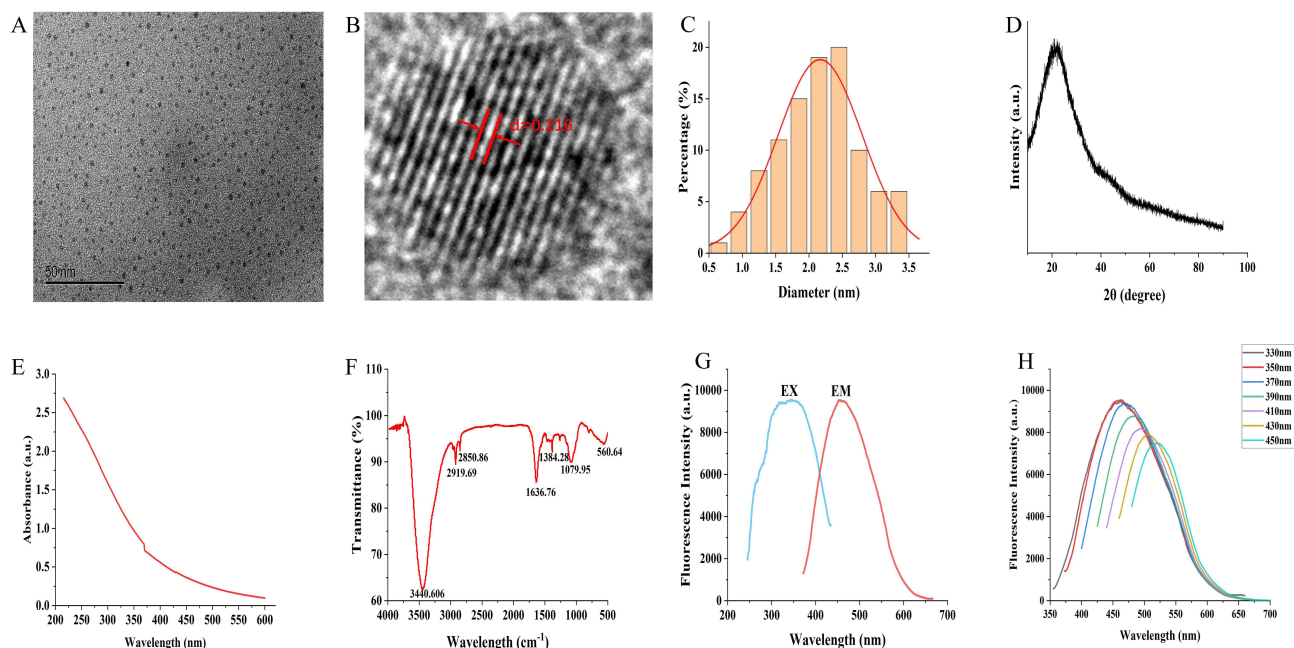 A
50 nm
B
d=0.216
C
Percentage (%)
20
15
10
5
0
0.5 1.0 1.5 2.0 2.5 3.0 3.5
Diameter (nm)
D
Intensity (a.u.)
20 40 60 80 100
2θ (degree)
E
Absorbance (a.u.)
3.0
2.5
2.0
1.5
1.0
0.5
0.0
200 250 300 350 400 450 500 550 600
Wavelength (nm)
F
Transmittance (%)
110
100
90
80
70
60
2850.86
2919.69
1636.76
1384.28
1079.95
560.64
3440.606
4000 3500 3000 2500 2000 1500 1000 500
Wavelength (cm⁻¹)
G
Fluorescence Intensity (a.u.)
10000
8000
6000
4000
2000
0
EX EM
200 300 400 500 600 700
Wavelength (nm)
H
Fluorescence Intensity (a.u.)
10000
8000
6000
4000
2000
0
350 400 450 500 550 600 650 700
Wavelength (nm)
330nm
350nm
370nm
390nm
410nm
430nm
450nm